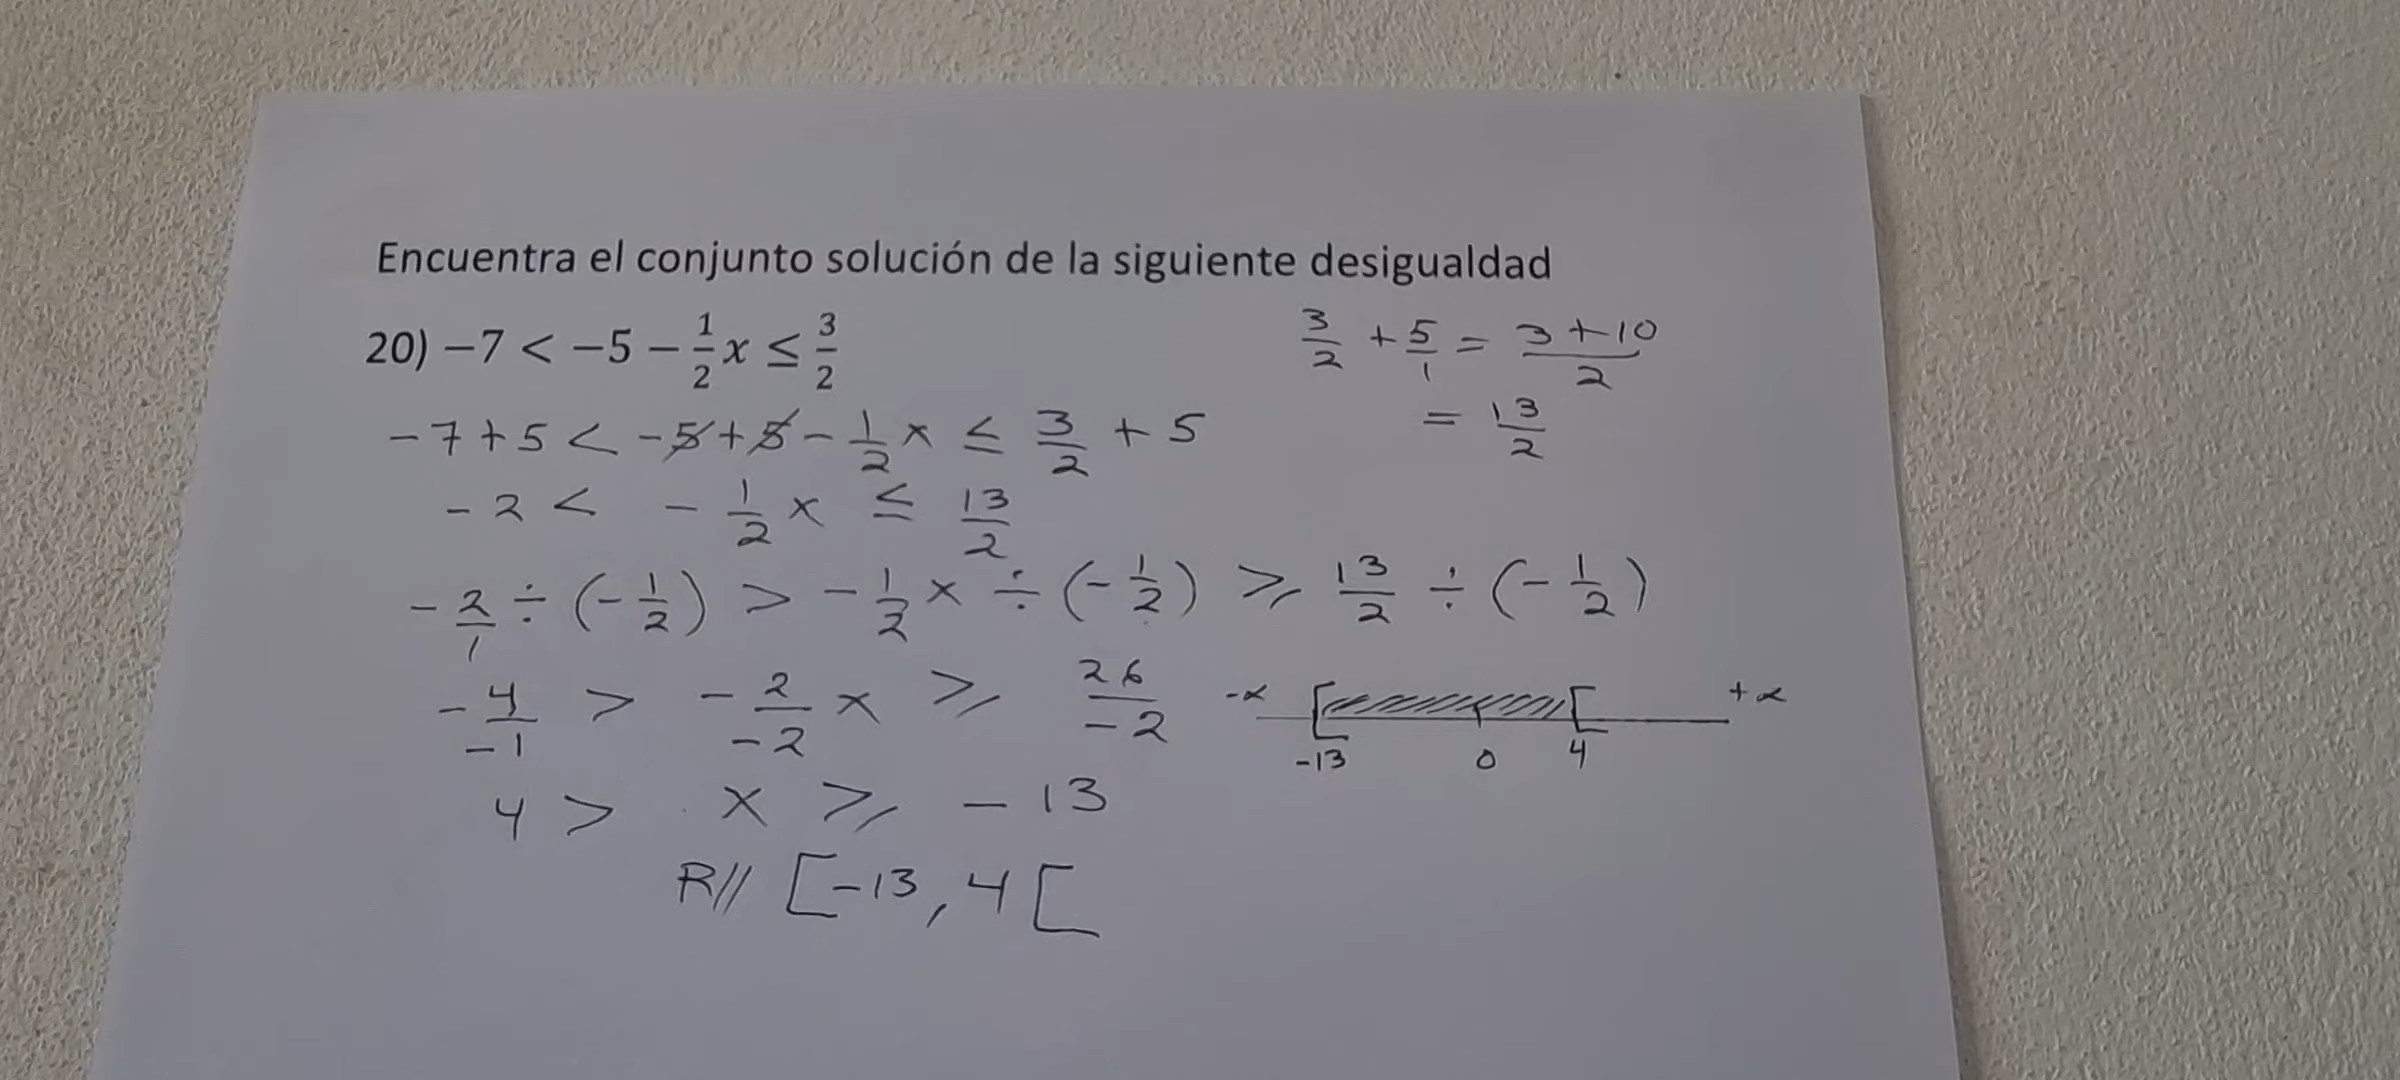 Encuentra el conjunto solución de la siguiente desigualdad
20) −7 < −5 − 1/2 x ≤ 3/2
3/2 + 5/1 = (3+10)/2
= 13/2
-7+5 < -5+5 - 1/2 x ≤ 3/2 + 5
-2 < - 1/2 x ≤ 13/2
- 2/1 ÷ (- 1/2) > - 1/2 x ÷ (- 1/2) ≥ 13/2 ÷ (- 1/2)
- 4/-1 > - 2/-2 x ≥ 26/-2
-∝ [ [ +∝
-13 0 4
4 > x ≥ -13
R// [-13, 4[